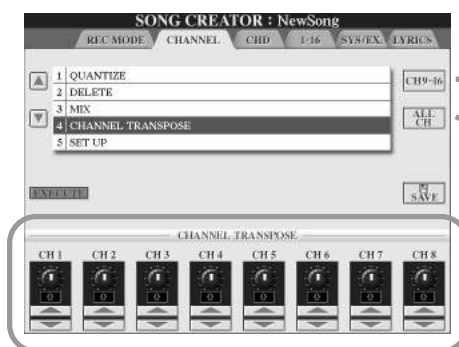 SONG CREATOR : NewSong
REC MODE CHANNEL CHD 1-16 SYS/EX. LYRICS
1 QUANTIZE
2 DELETE
3 MIX
4 CHANNEL TRANSPOSE
5 SET UP
CH9-16
ALL CH
EXECUTE
SAVE
CHANNEL TRANSPOSE
CH 1 CH 2 CH 3 CH 4 CH 5 CH 6 CH 7 CH 8
0 0 0 0 0 0 0 0